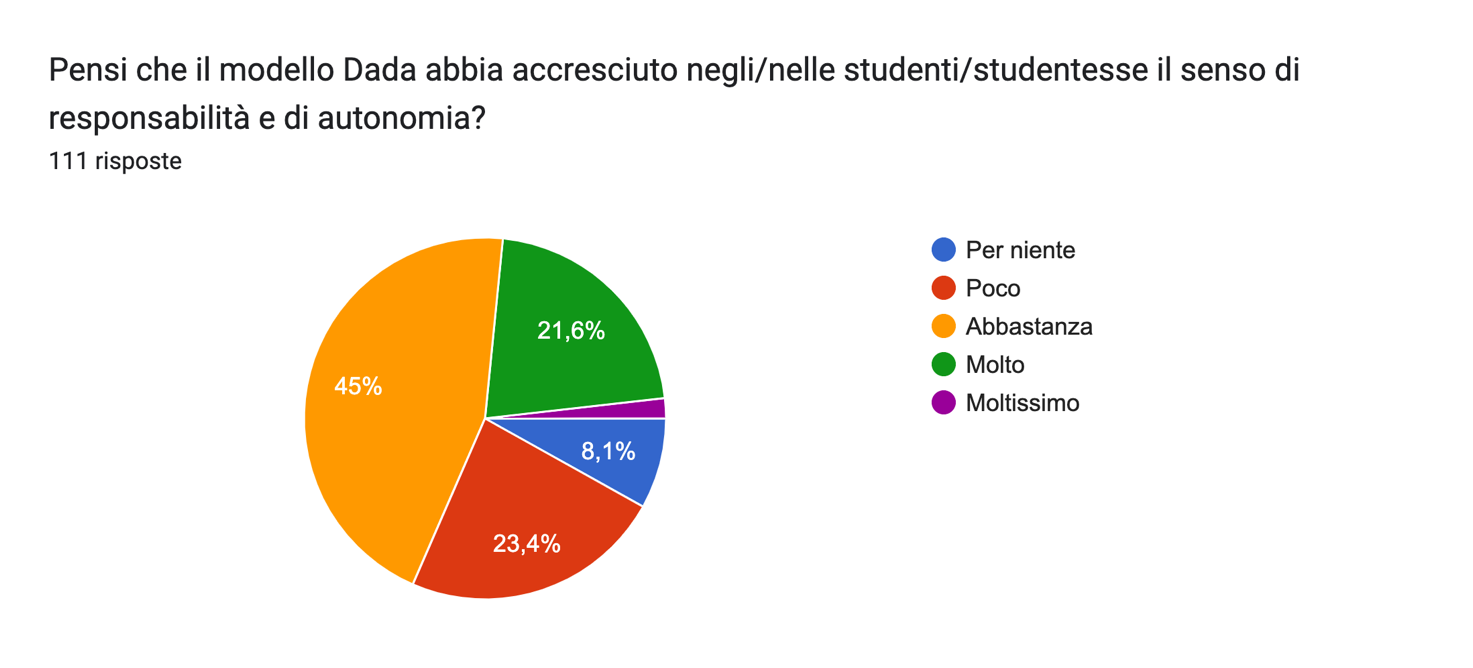 Pensi che il modello Dada abbia accresciuto negli/nelle studenti/studentesse il senso di
responsabilità e di autonomia?
111 risposte
Per niente
Poco
Abbastanza
Molto
Moltissimo
21,6%
45%
8,1%
23,4%